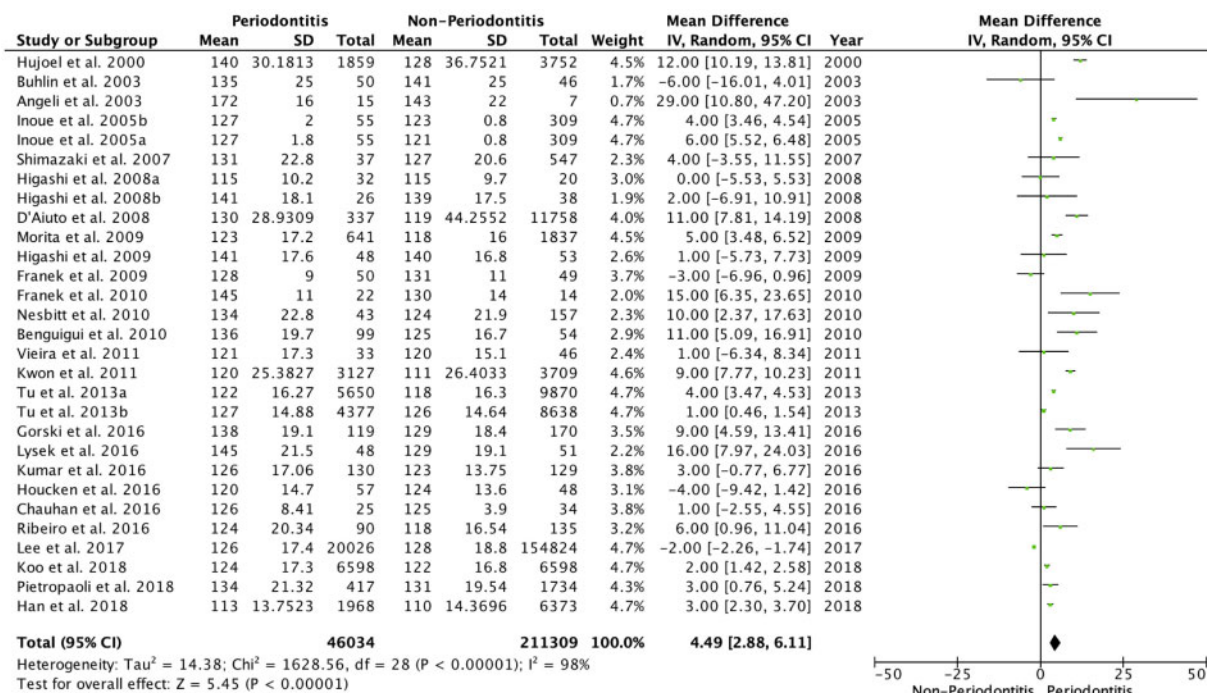 Periodontitis Non-Periodontitis Mean Difference Mean Difference
Study or Subgroup Mean SD Total Mean SD Total Weight IV, Random, 95% CI Year IV, Random, 95% CI
Hujoel et al. 2000 140 30.1813 1859 128 36.7521 3752 4.5% 12.00 [10.19, 13.81] 2000
Buhlin et al. 2003 135 25 50 141 25 46 1.7% -6.00 [-16.01, 4.01] 2003
Angeli et al. 2003 172 16 15 143 22 7 0.7% 29.00 [10.80, 47.20] 2003
Inoue et al. 2005b 127 2 55 123 0.8 309 4.7% 4.00 [3.46, 4.54] 2005
Inoue et al. 2005a 127 1.8 55 121 0.8 309 4.7% 6.00 [5.52, 6.48] 2005
Shimazaki et al. 2007 131 22.8 37 127 20.6 547 2.3% 4.00 [-3.55, 11.55] 2007
Higashi et al. 2008a 115 10.2 32 115 9.7 20 3.0% 0.00 [-5.53, 5.53] 2008
Higashi et al. 2008b 141 18.1 26 139 17.5 38 1.9% 2.00 [-6.91, 10.91] 2008
D'Aiuto et al. 2008 130 28.9309 337 119 44.2552 11758 4.0% 11.00 [7.81, 14.19] 2008
Morita et al. 2009 123 17.2 641 118 16 1837 4.5% 5.00 [3.48, 6.52] 2009
Higashi et al. 2009 141 17.6 48 140 16.8 53 2.6% 1.00 [-5.73, 7.73] 2009
Franek et al. 2009 128 9 50 131 11 49 3.7% -3.00 [-6.96, 0.96] 2009
Franek et al. 2010 145 11 22 130 14 14 2.0% 15.00 [6.35, 23.65] 2010
Nesbitt et al. 2010 134 22.8 43 124 21.9 157 2.3% 10.00 [2.37, 17.63] 2010
Benguigui et al. 2010 136 19.7 99 125 16.7 54 2.9% 11.00 [5.09, 16.91] 2010
Vieira et al. 2011 121 17.3 33 120 15.1 46 2.4% 1.00 [-6.34, 8.34] 2011
Kwon et al. 2011 120 25.3827 3127 111 26.4033 3709 4.6% 9.00 [7.77, 10.23] 2011
Tu et al. 2013a 122 16.27 5650 118 16.3 9870 4.7% 4.00 [3.47, 4.53] 2013
Tu et al. 2013b 127 14.88 4377 126 14.64 8638 4.7% 1.00 [0.46, 1.54] 2013
Gorski et al. 2016 138 19.1 119 129 18.4 170 3.5% 9.00 [4.59, 13.41] 2016
Lysek et al. 2016 145 21.5 48 129 19.1 51 2.2% 16.00 [7.97, 24.03] 2016
Kumar et al. 2016 126 17.06 130 123 13.75 129 3.8% 3.00 [-0.77, 6.77] 2016
Houcken et al. 2016 120 14.7 57 124 13.6 48 3.1% -4.00 [-9.42, 1.42] 2016
Chauhan et al. 2016 126 8.41 25 125 3.9 34 3.9% 1.00 [-2.55, 4.55] 2016
Ribeiro et al. 2016 124 20.34 90 118 16.54 135 3.2% 6.00 [0.96, 11.04] 2016
Lee et al. 2017 126 17.4 20026 128 18.8 154824 4.7% -2.00 [-2.26, -1.74] 2017
Koo et al. 2018 124 17.3 6598 122 16.8 6598 4.7% 2.00 [1.42, 2.58] 2018
Pietropaoli et al. 2018 134 21.32 417 131 19.54 1734 4.3% 3.00 [0.76, 5.24] 2018
Han et al. 2018 113 13.7523 1968 110 14.3696 6373 4.7% 3.00 [2.30, 3.70] 2018
Total (95% CI) 46034 211309 100.0% 4.49 [2.88, 6.11]
Heterogeneity: Tau² = 14.38; Chi² = 1628.56, df = 28 (P < 0.00001); I² = 98%
Test for overall effect: Z = 5.45 (P < 0.00001)
-50 -25 0 25 50
Non-Periodontitis Periodontitis